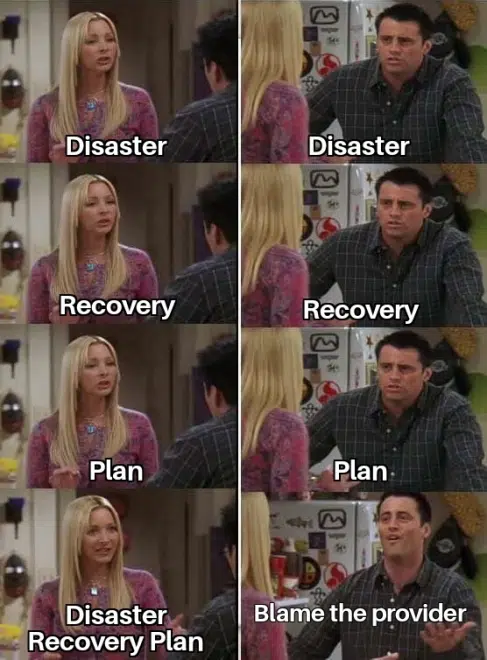 Disaster
Disaster
Recovery
Recovery
Plan
Plan
Disaster
Recovery Plan
Blame the provider